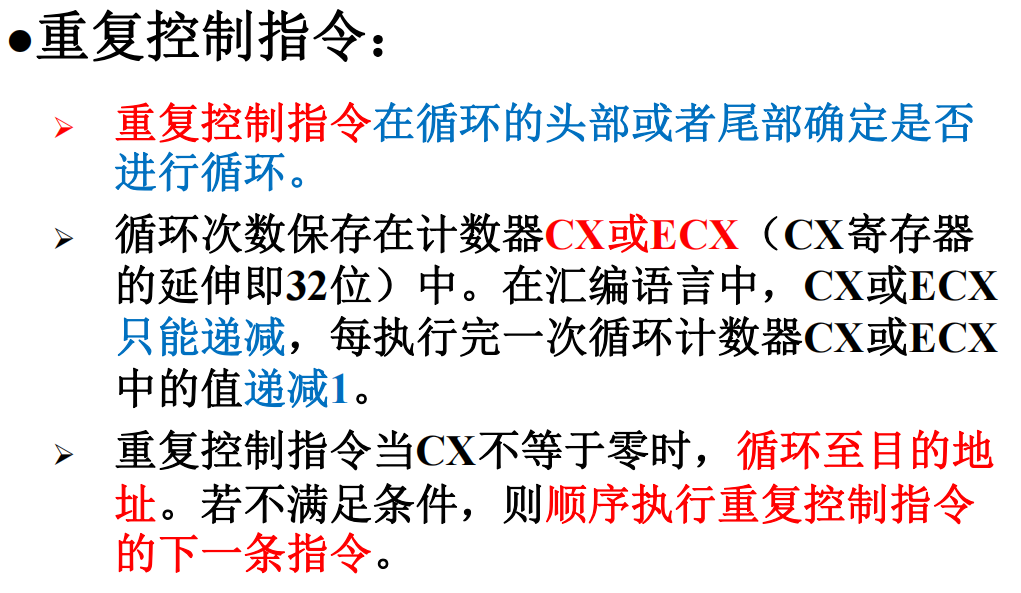 ●重复控制指令：
➢ 重复控制指令在循环的头部或者尾部确定是否
进行循环。
➢ 循环次数保存在计数器CX或ECX（CX寄存器
的延伸即32位）中。在汇编语言中，CX或ECX
只能递减，每执行完一次循环计数器CX或ECX
中的值递减1。
➢ 重复控制指令当CX不等于零时，循环至目的地
址。若不满足条件，则顺序执行重复控制指令
的下一条指令。